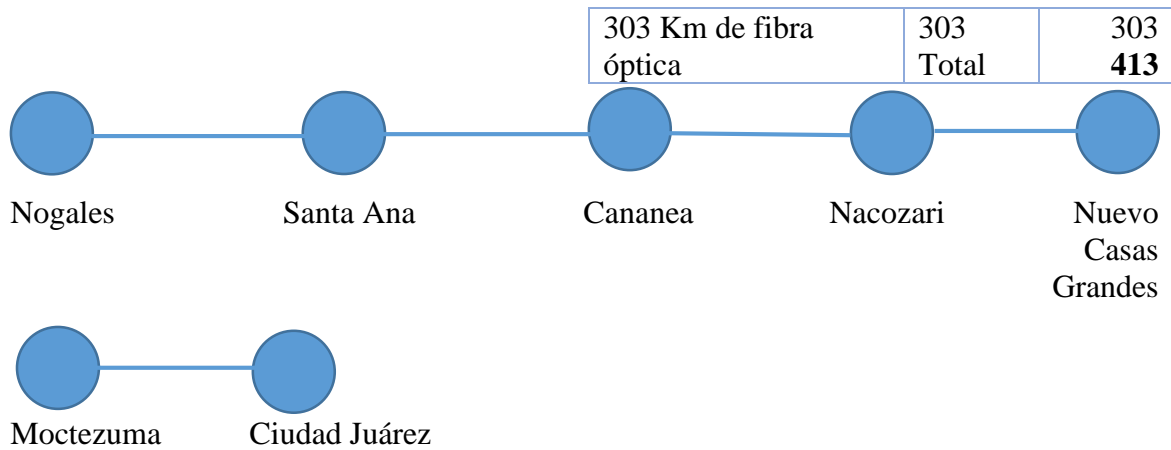 303 Km de fibra 303 303
óptica Total 413
Nogales Santa Ana Cananea Nacozari Nuevo
Casas
Grandes
Moctezuma Ciudad Juárez